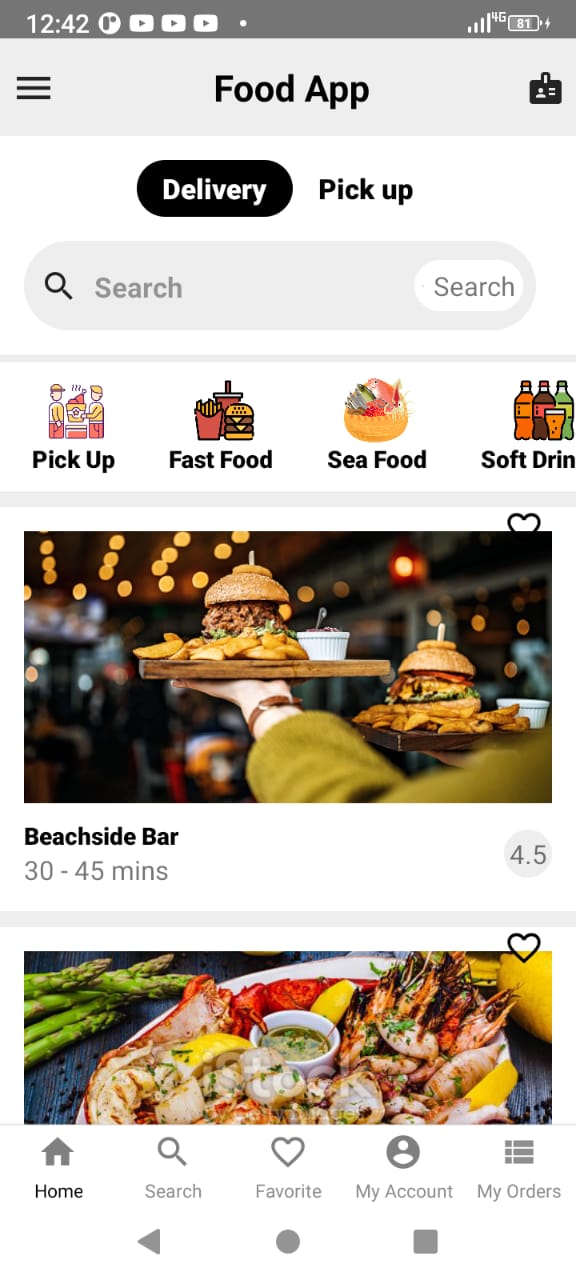 12:42 4G 81
Food App
Delivery Pick up
Search Search
Pick Up Fast Food Sea Food Soft Drin
Beachside Bar
30 - 45 mins
4.5
iStock
Home Search Favorite My Account My Orders